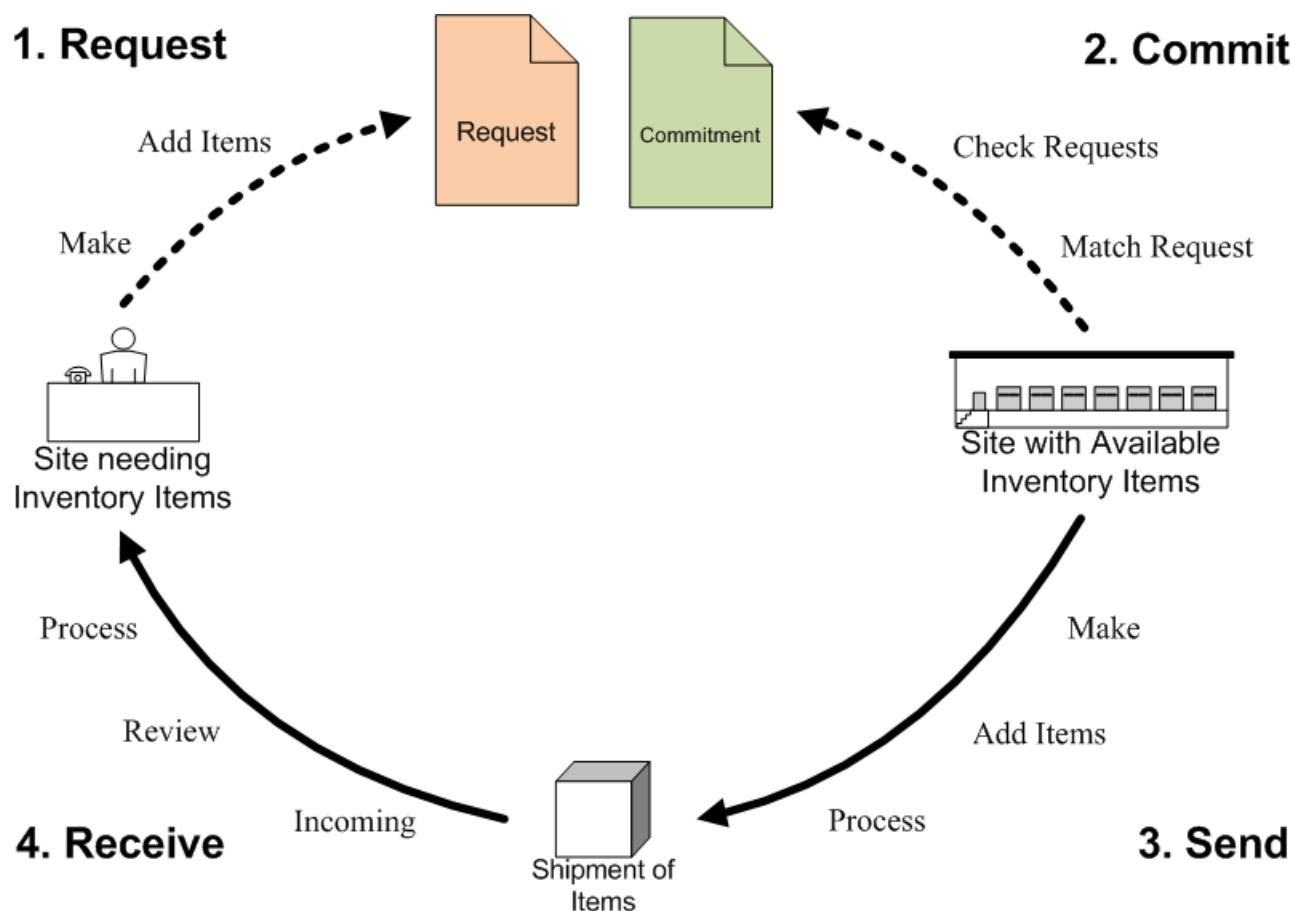 1. Request
2. Commit
Request
Commitment
Add Items
Make
Check Requests
Match Request
Site needing
Inventory Items
Site with Available
Inventory Items
Make
Add Items
Process
3. Send
Shipment of
Items
Incoming
Review
Process
4. Receive